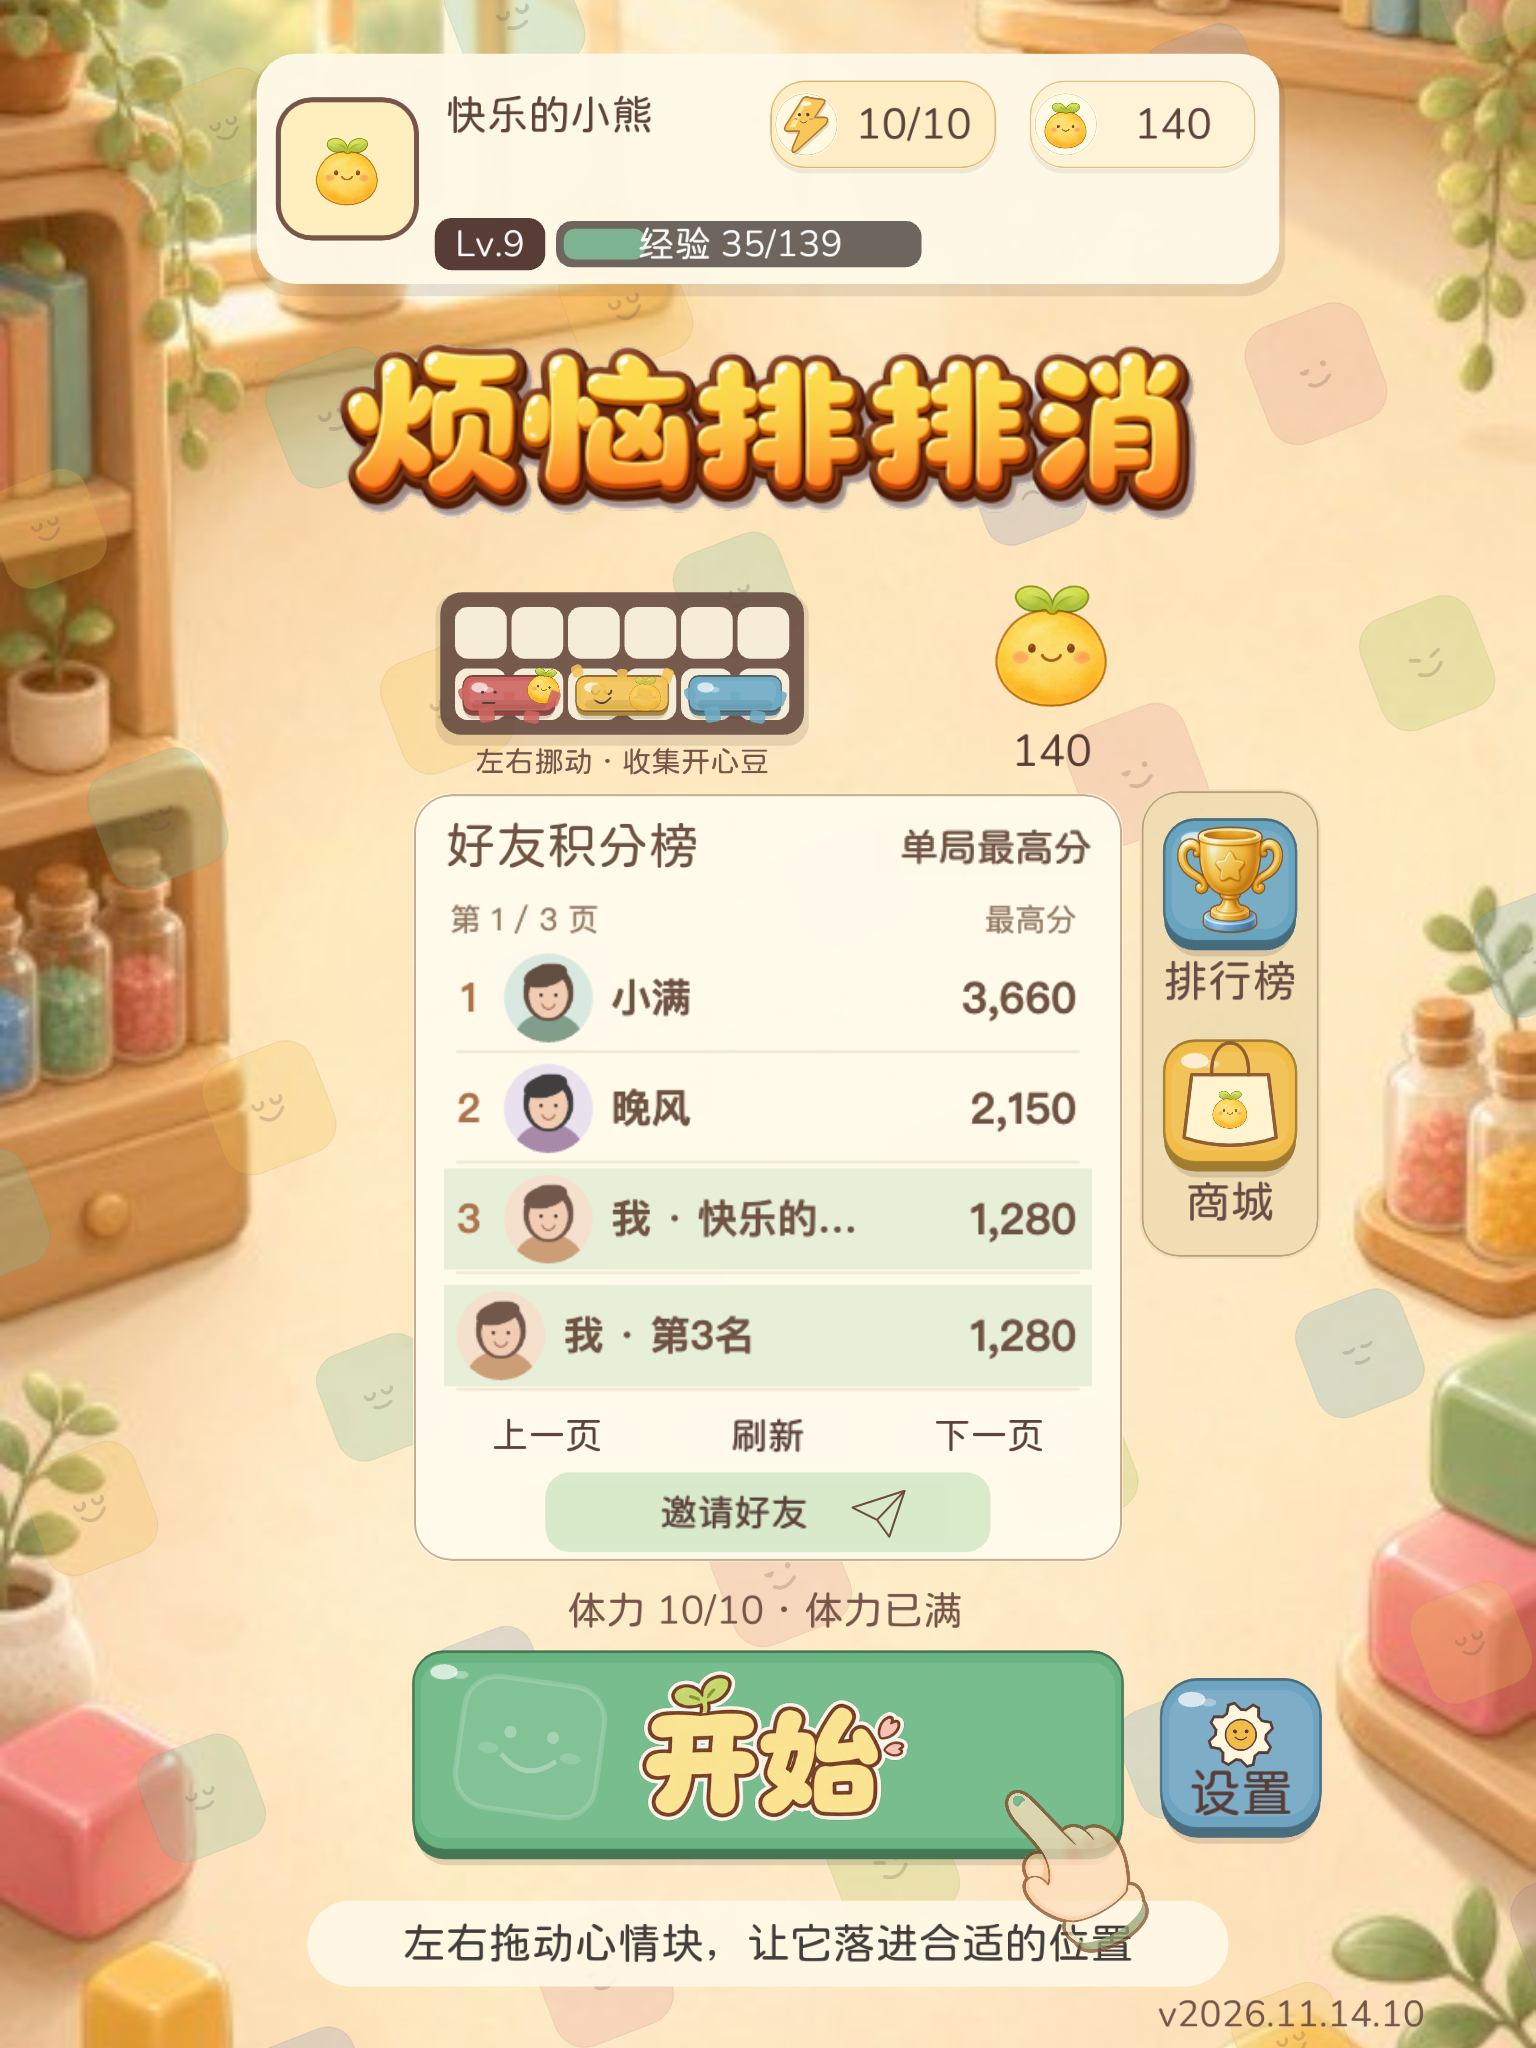 快乐的小熊
10/10
140
Lv.9
经验 35/139
烦恼排排消
左右挪动 · 收集开心豆
140
好友积分榜
单局最高分
第 1 / 3 页
最高分
1 小满 3,660
2 晚风 2,150
3 我 · 快乐的... 1,280
我 · 第3名 1,280
上一页 刷新 下一页
邀请好友
排行榜
商城
体力 10/10 · 体力已满
开始
设置
左右拖动心情块，让它落进合适的位置
v2026.11.14.10